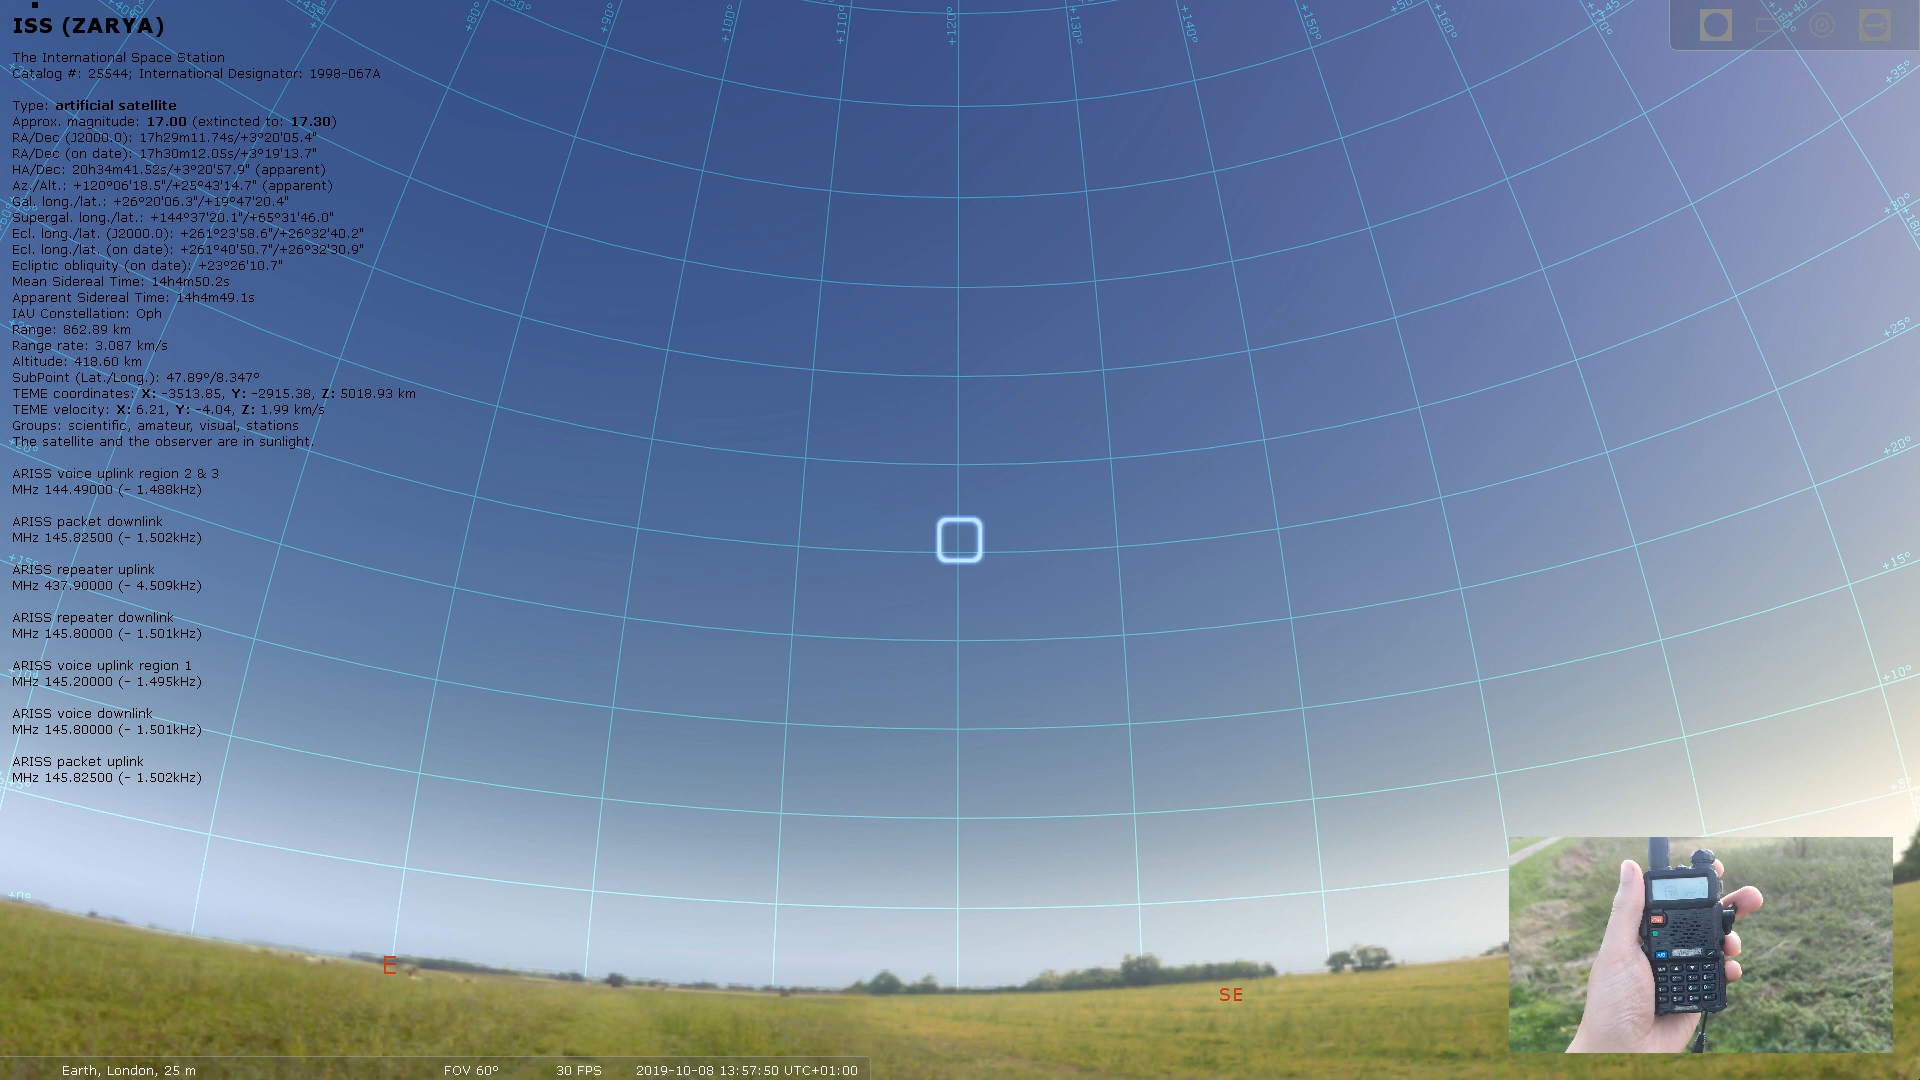 ISS (ZARYA)
The International Space Station
Catalog #: 25544; International Designator: 1998-067A
Type: artificial satellite
Approx. magnitude: 17.00 (extincted to: 17.30)
RA/Dec (J2000.0): 17h29m11.74s/+3°20'05.4"
RA/Dec (on date): 17h30m12.05s/+3°19'13.7"
HA/Dec: 20h34m41.52s/+3°20'57.9" (apparent)
Az./Alt.: +120°06'18.5"/+25°43'14.7" (apparent)
Gal. long./lat.: +26°20'06.3"/+19°47'20.4"
Supergal. long./lat.: +144°37'20.1"/+65°31'46.0"
Ecl. long./lat. (J2000.0): +261°23'58.6"/+26°32'40.2"
Ecl. long./lat. (on date): +261°40'50.7"/+26°32'30.9"
Ecliptic obliquity (on date): +23°26'10.7"
Mean Sidereal Time: 14h4m50.2s
Apparent Sidereal Time: 14h4m49.1s
IAU Constellation: Oph
Range: 862.89 km
Range rate: 3.087 km/s
Altitude: 418.60 km
SubPoint (Lat./Long.): 47.89°/8.347°
TEME coordinates: X: -3513.85, Y: -2915.38, Z: 5018.93 km
TEME velocity: X: 6.21, Y: -4.04, Z: 1.99 km/s
Groups: scientific, amateur, visual, stations
The satellite and the observer are in sunlight.
ARISS voice uplink region 2 & 3
MHz 144.49000 (- 1.488kHz)
ARISS packet downlink
MHz 145.82500 (- 1.502kHz)
ARISS repeater uplink
MHz 437.90000 (- 4.509kHz)
ARISS repeater downlink
MHz 145.80000 (- 1.501kHz)
ARISS voice uplink region 1
MHz 145.20000 (- 1.495kHz)
ARISS voice downlink
MHz 145.80000 (- 1.501kHz)
ARISS packet uplink
MHz 145.82500 (- 1.502kHz)
+80°
+90°
+100°
+110°
+120°
+130°
+140°
+150°
+160°
+170°
+180°
+35°
+30°
+25°
+20°
+15°
+10°
+5°
+0°
E
SE
Earth, London, 25 m
FOV 60°
30 FPS
2019-10-08 13:57:50 UTC+01:00